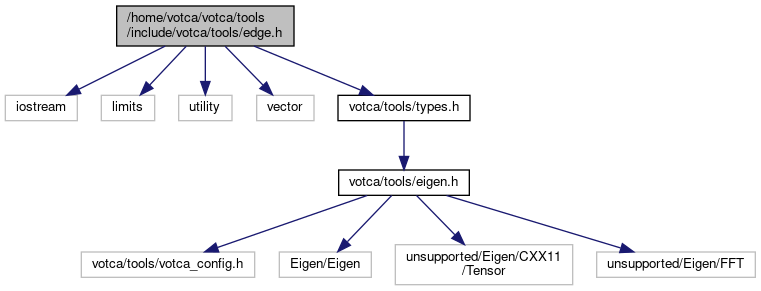 /home/votca/votca/tools
/include/votca/tools/edge.h
iostream
limits
utility
vector
votca/tools/types.h
votca/tools/eigen.h
votca/tools/votca_config.h
Eigen/Eigen
unsupported/Eigen/CXX11
/Tensor
unsupported/Eigen/FFT